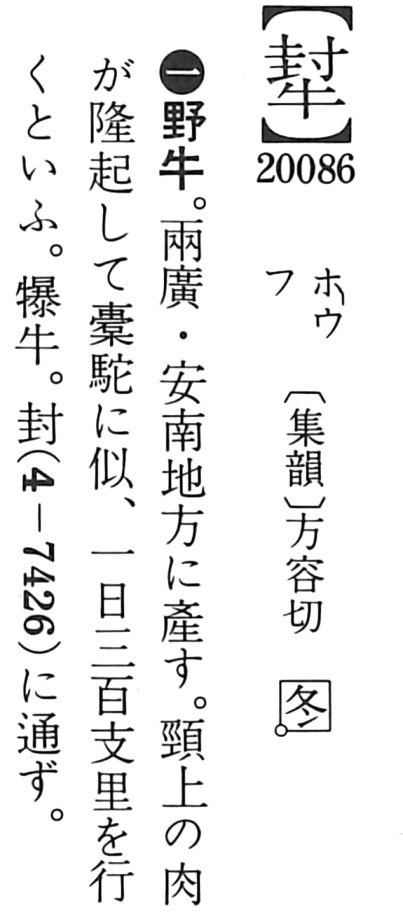 【犎】
20086
ホウ
フ
〔集韻〕方容切 冬
㊀野牛。兩廣・安南地方に產す。頸上の肉
が隆起して橐駝に似、一日三百支里を行
くといふ。犦牛。封(4－7426)に通ず。